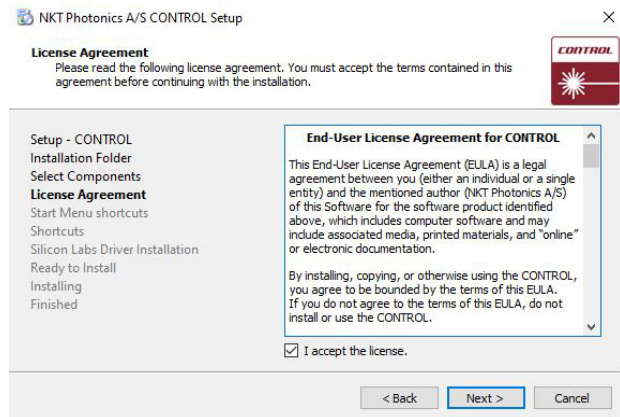 NKT Photonics A/S CONTROL Setup
License Agreement
Please read the following license agreement. You must accept the terms contained in this
agreement before continuing with the installation.
CONTROL
Setup - CONTROL
Installation Folder
Select Components
License Agreement
Start Menu shortcuts
Shortcuts
Silicon Labs Driver Installation
Ready to Install
Installing
Finished
End-User License Agreement for CONTROL
This End-User License Agreement (EULA) is a legal
agreement between you (either an individual or a single
entity) and the mentioned author (NKT Photonics A/S)
of this Software for the software product identified
above, which includes computer software and may
include associated media, printed materials, and “online”
or electronic documentation.
By installing, copying, or otherwise using the CONTROL,
you agree to be bounded by the terms of this EULA.
If you do not agree to the terms of this EULA, do not
install or use the CONTROL.
I accept the license.
< Back
Next >
Cancel